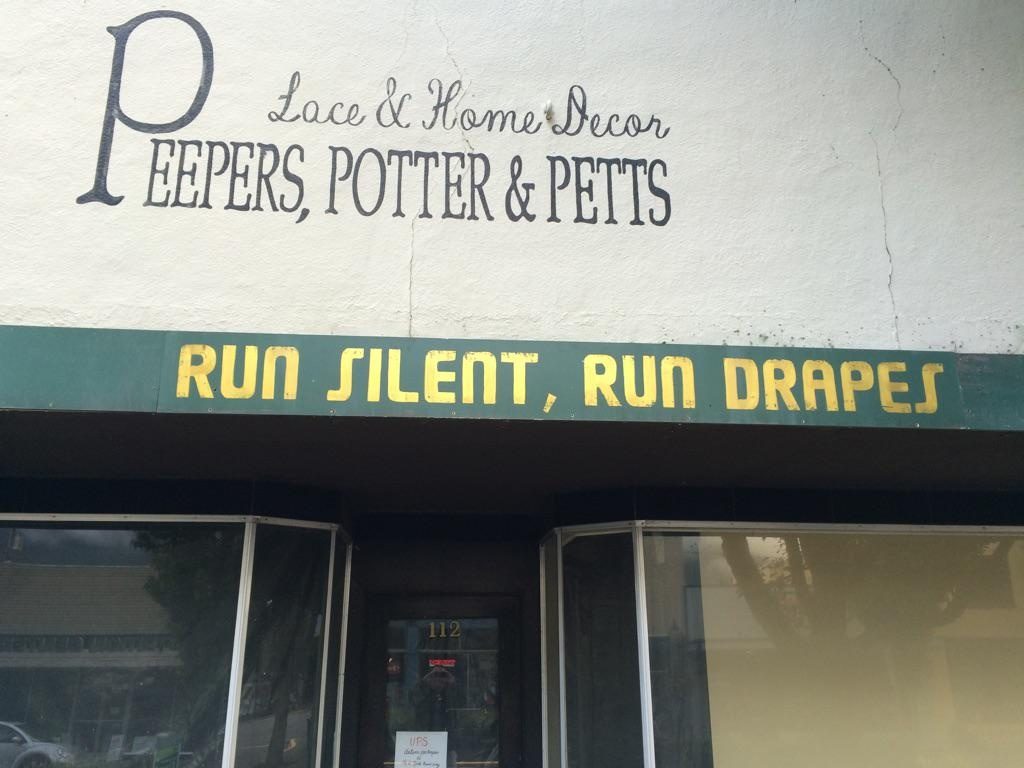 Lace & Home Decor
PEEPERS, POTTER & PETTS
RUN SILENT, RUN DRAPES
112
UPS